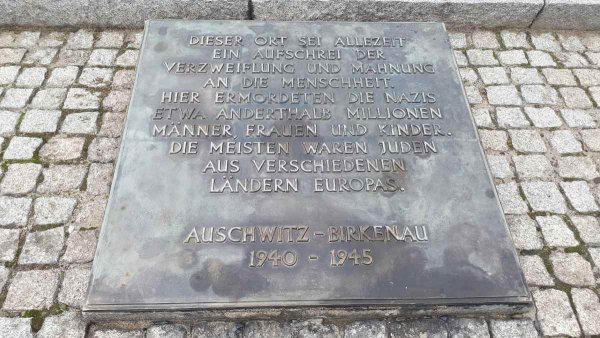 DIESER ORT SEI ALLEZEIT
EIN AUFSCHREI DER
VERZWEIFLUNG UND MAHNUNG
AN DIE MENSCHHEIT.
HIER ERMORDETEN DIE NAZIS
ETWA ANDERTHALB MILLIONEN
MÄNNER, FRAUEN UND KINDER.
DIE MEISTEN WAREN JUDEN
AUS VERSCHIEDENEN
LÄNDERN EUROPAS.
AUSCHWITZ - BIRKENAU
1940 - 1945